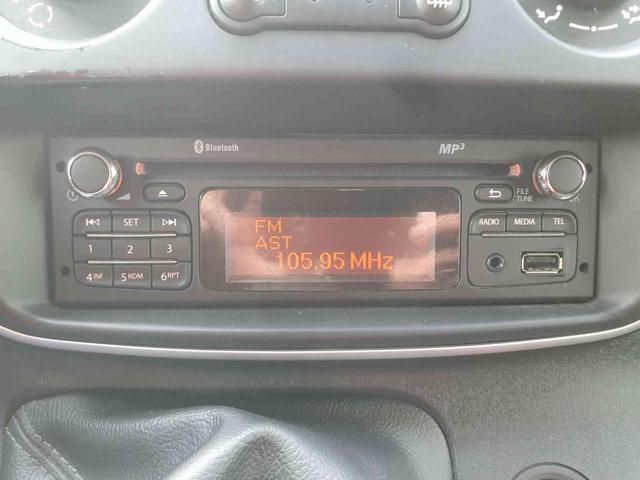 Bluetooth
MP3
FILE
TUNE
OK
SET
RADIO MEDIA TEL
1 2 3
4 INF 5 RDM 6 RPT
FM
AST
105.95 MHz